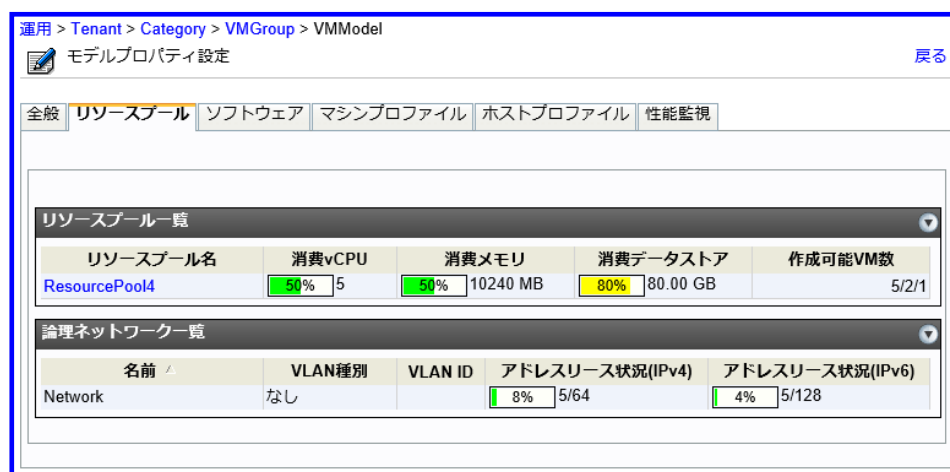 運用 > Tenant > Category > VMGroup > VMModel
モデルプロパティ設定 戻る
全般 リソースプール ソフトウェア マシンプロファイル ホストプロファイル 性能監視
リソースプール一覧
リソースプール名 消費vCPU 消費メモリ 消費データストア 作成可能VM数
ResourcePool4 50% 5 50% 10240 MB 80% 80.00 GB 5/2/1
論理ネットワーク一覧
名前 VLAN種別 VLAN ID アドレスリース状況(IPv4) アドレスリース状況(IPv6)
Network なし 8% 5/64 4% 5/128